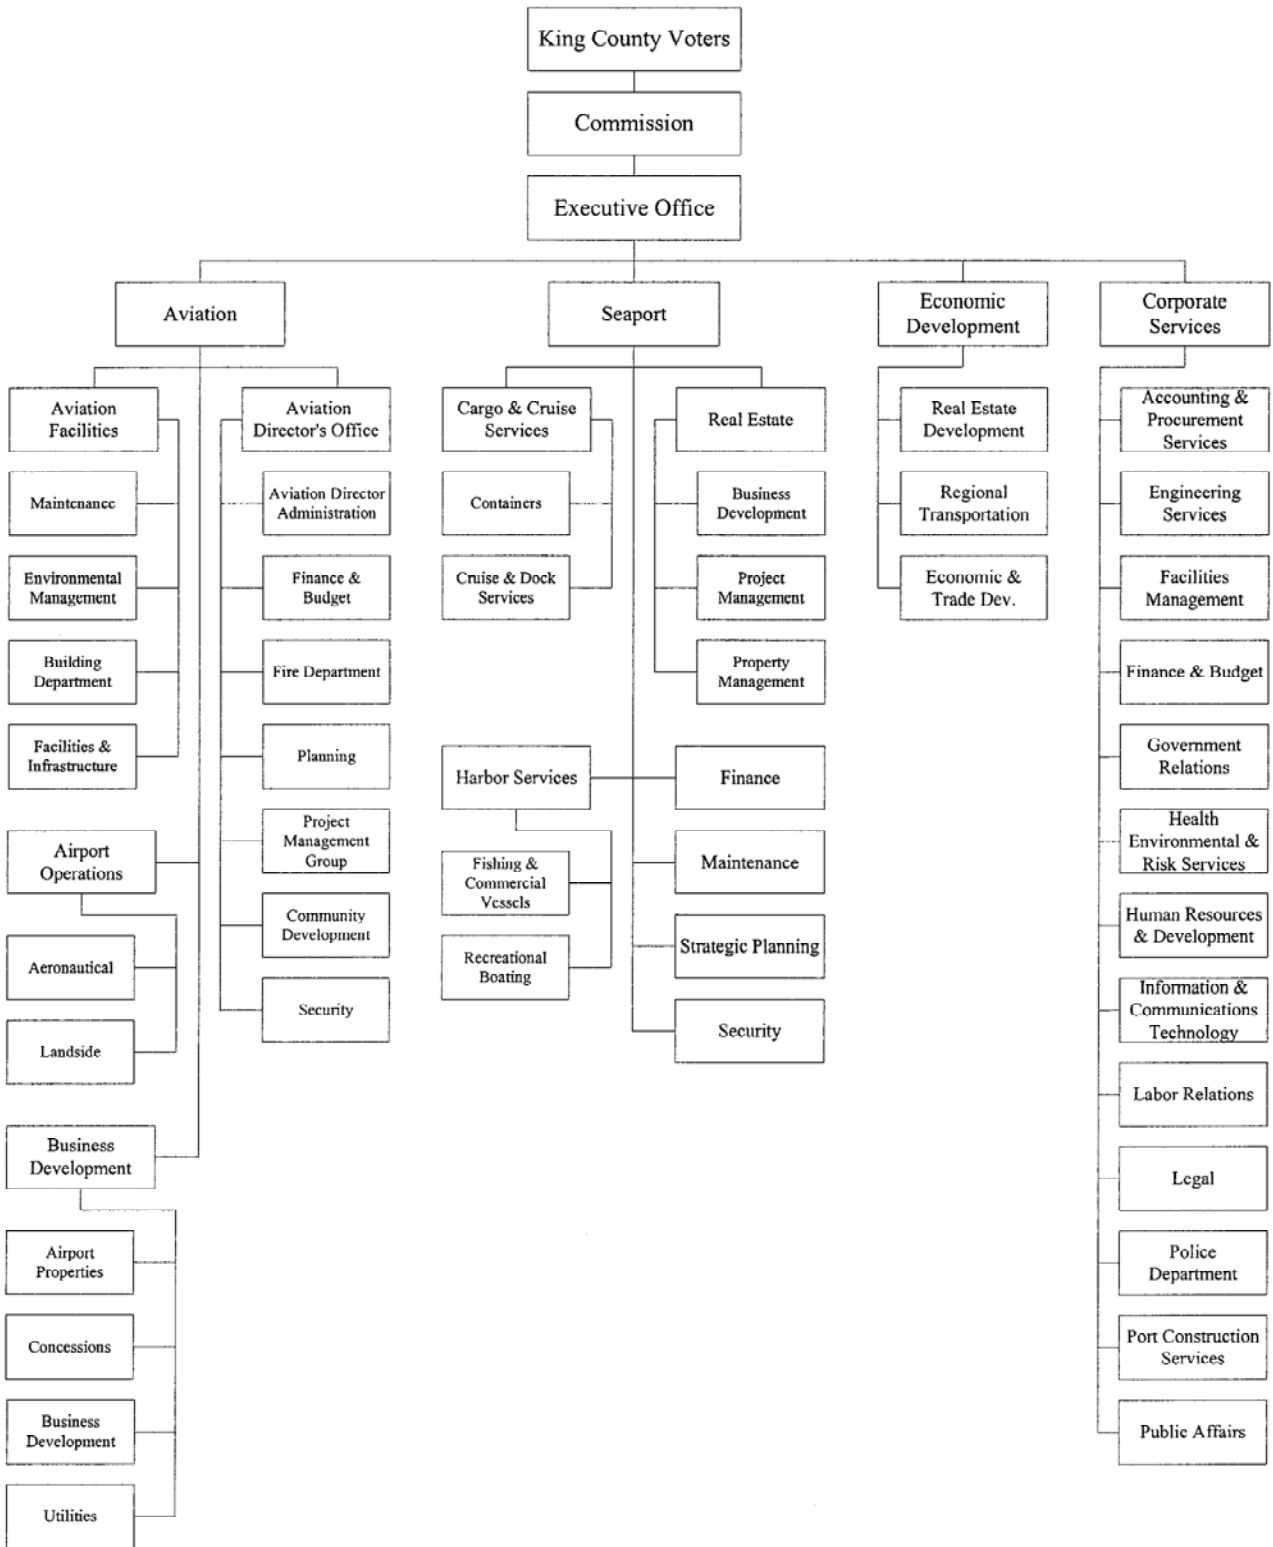 King County Voters
Commission
Executive Office
Aviation
Seaport
Economic
Development
Corporate
Services
Aviation
Facilities
Maintenance
Environmental
Management
Building
Department
Facilities &
Infrastructure
Airport
Operations
Aeronautical
Landside
Business
Development
Airport
Properties
Concessions
Business
Development
Utilities
Aviation
Director's Office
Aviation Director
Administration
Finance &
Budget
Fire Department
Planning
Project
Management
Group
Community
Development
Security
Cargo & Cruise
Services
Containers
Cruise & Dock
Services
Harbor Services
Fishing &
Commercial
Vessels
Recreational
Boating
Real Estate
Business
Development
Project
Management
Property
Management
Finance
Maintenance
Strategic Planning
Security
Real Estate
Development
Regional
Transportation
Economic &
Trade Dev.
Accounting &
Procurement
Services
Engineering
Services
Facilities
Management
Finance & Budget
Government
Relations
Health
Environmental &
Risk Services
Human Resources
& Development
Information &
Communications
Technology
Labor Relations
Legal
Police
Department
Port Construction
Services
Public Affairs